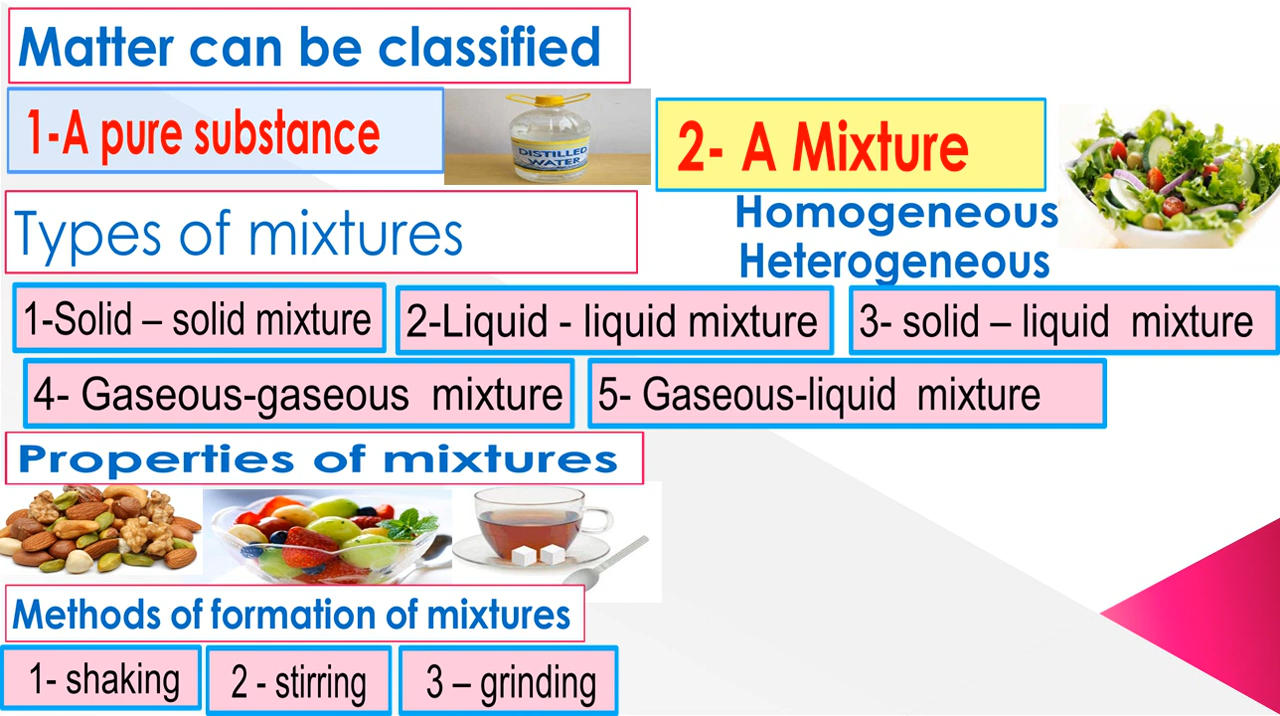 Matter can be classified
1-A pure substance
DISTILLED
WATER
2- A Mixture
Homogeneous
Heterogeneous
Types of mixtures
1-Solid – solid mixture
2-Liquid - liquid mixture
3- solid – liquid mixture
4- Gaseous-gaseous mixture
5- Gaseous-liquid mixture
Properties of mixtures
Methods of formation of mixtures
1- shaking
2 - stirring
3 – grinding